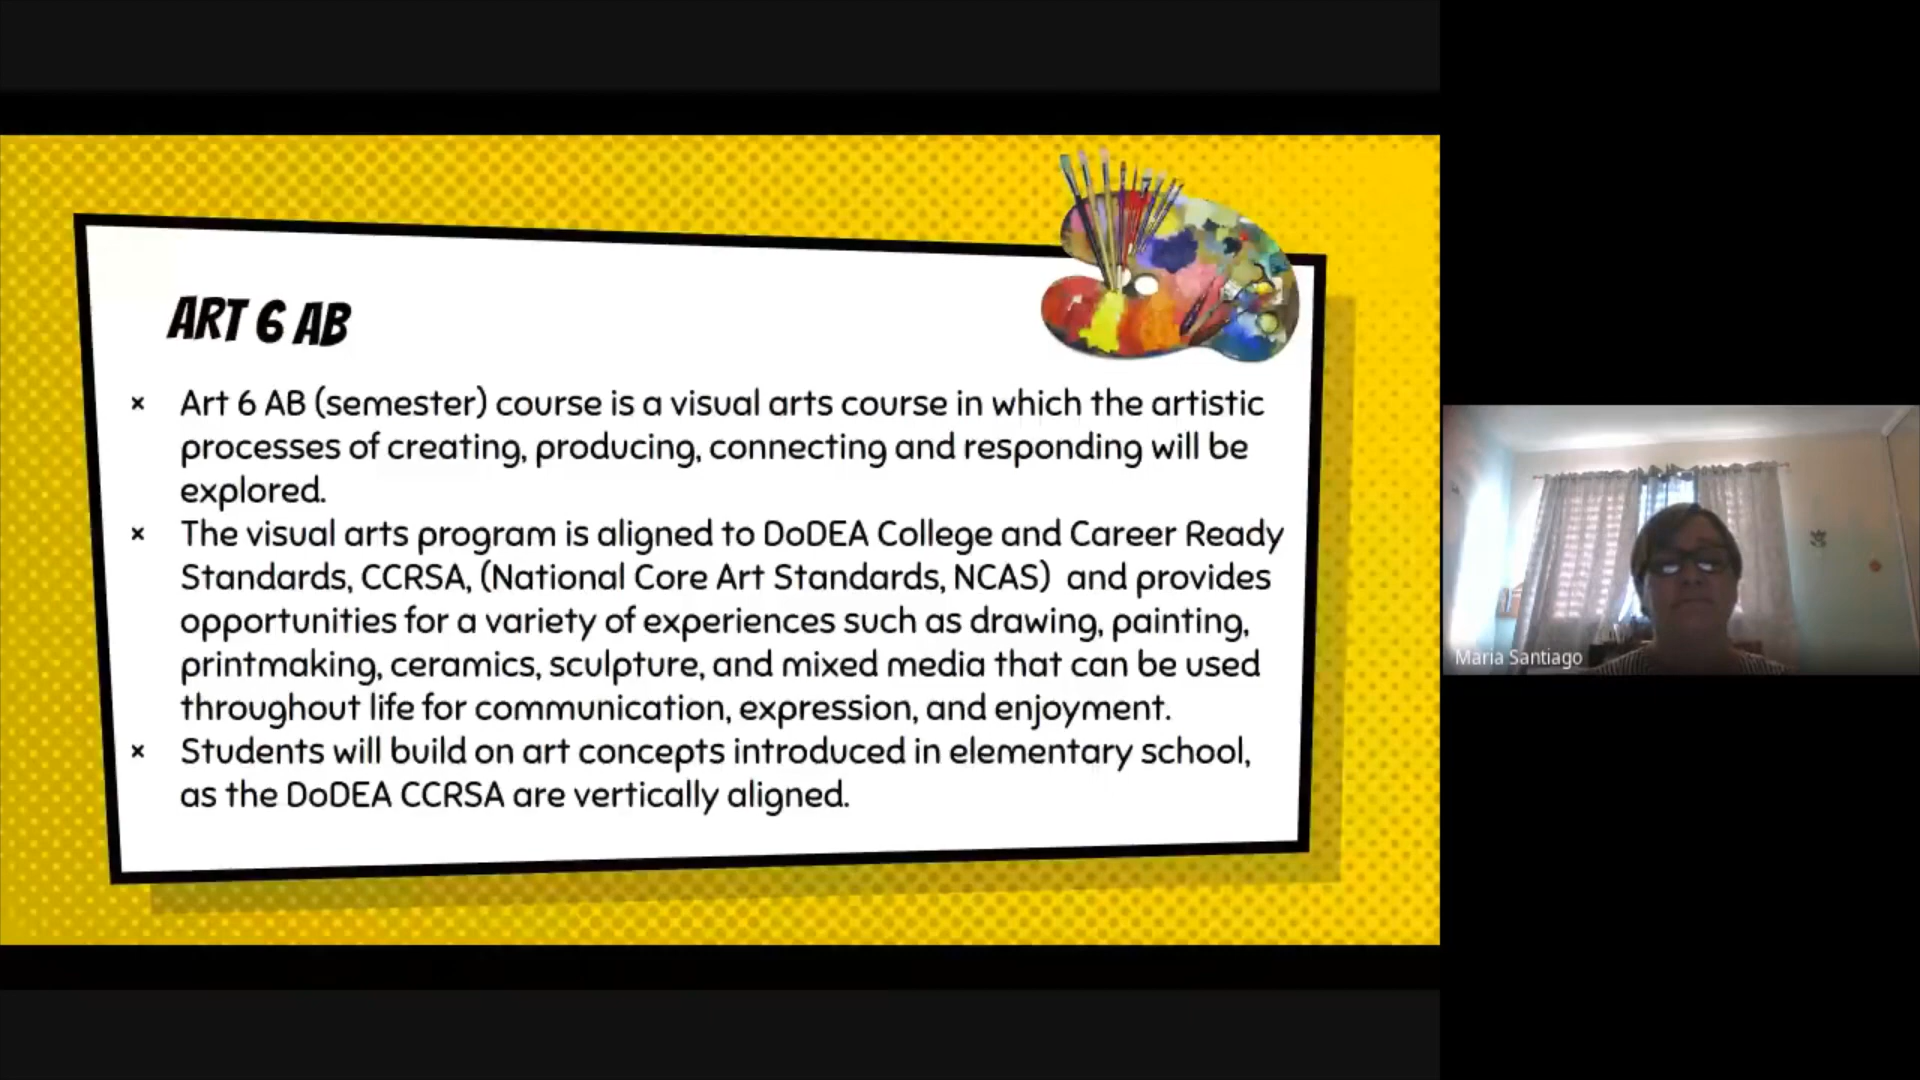 ART 6 AB
× Art 6 AB (semester) course is a visual arts course in which the artistic
processes of creating, producing, connecting and responding will be
explored.
× The visual arts program is aligned to DoDEA College and Career Ready
Standards, CCRSA, (National Core Art Standards, NCAS) and provides
opportunities for a variety of experiences such as drawing, painting,
printmaking, ceramics, sculpture, and mixed media that can be used
throughout life for communication, expression, and enjoyment.
× Students will build on art concepts introduced in elementary school,
as the DoDEA CCRSA are vertically aligned.
Maria Santiago